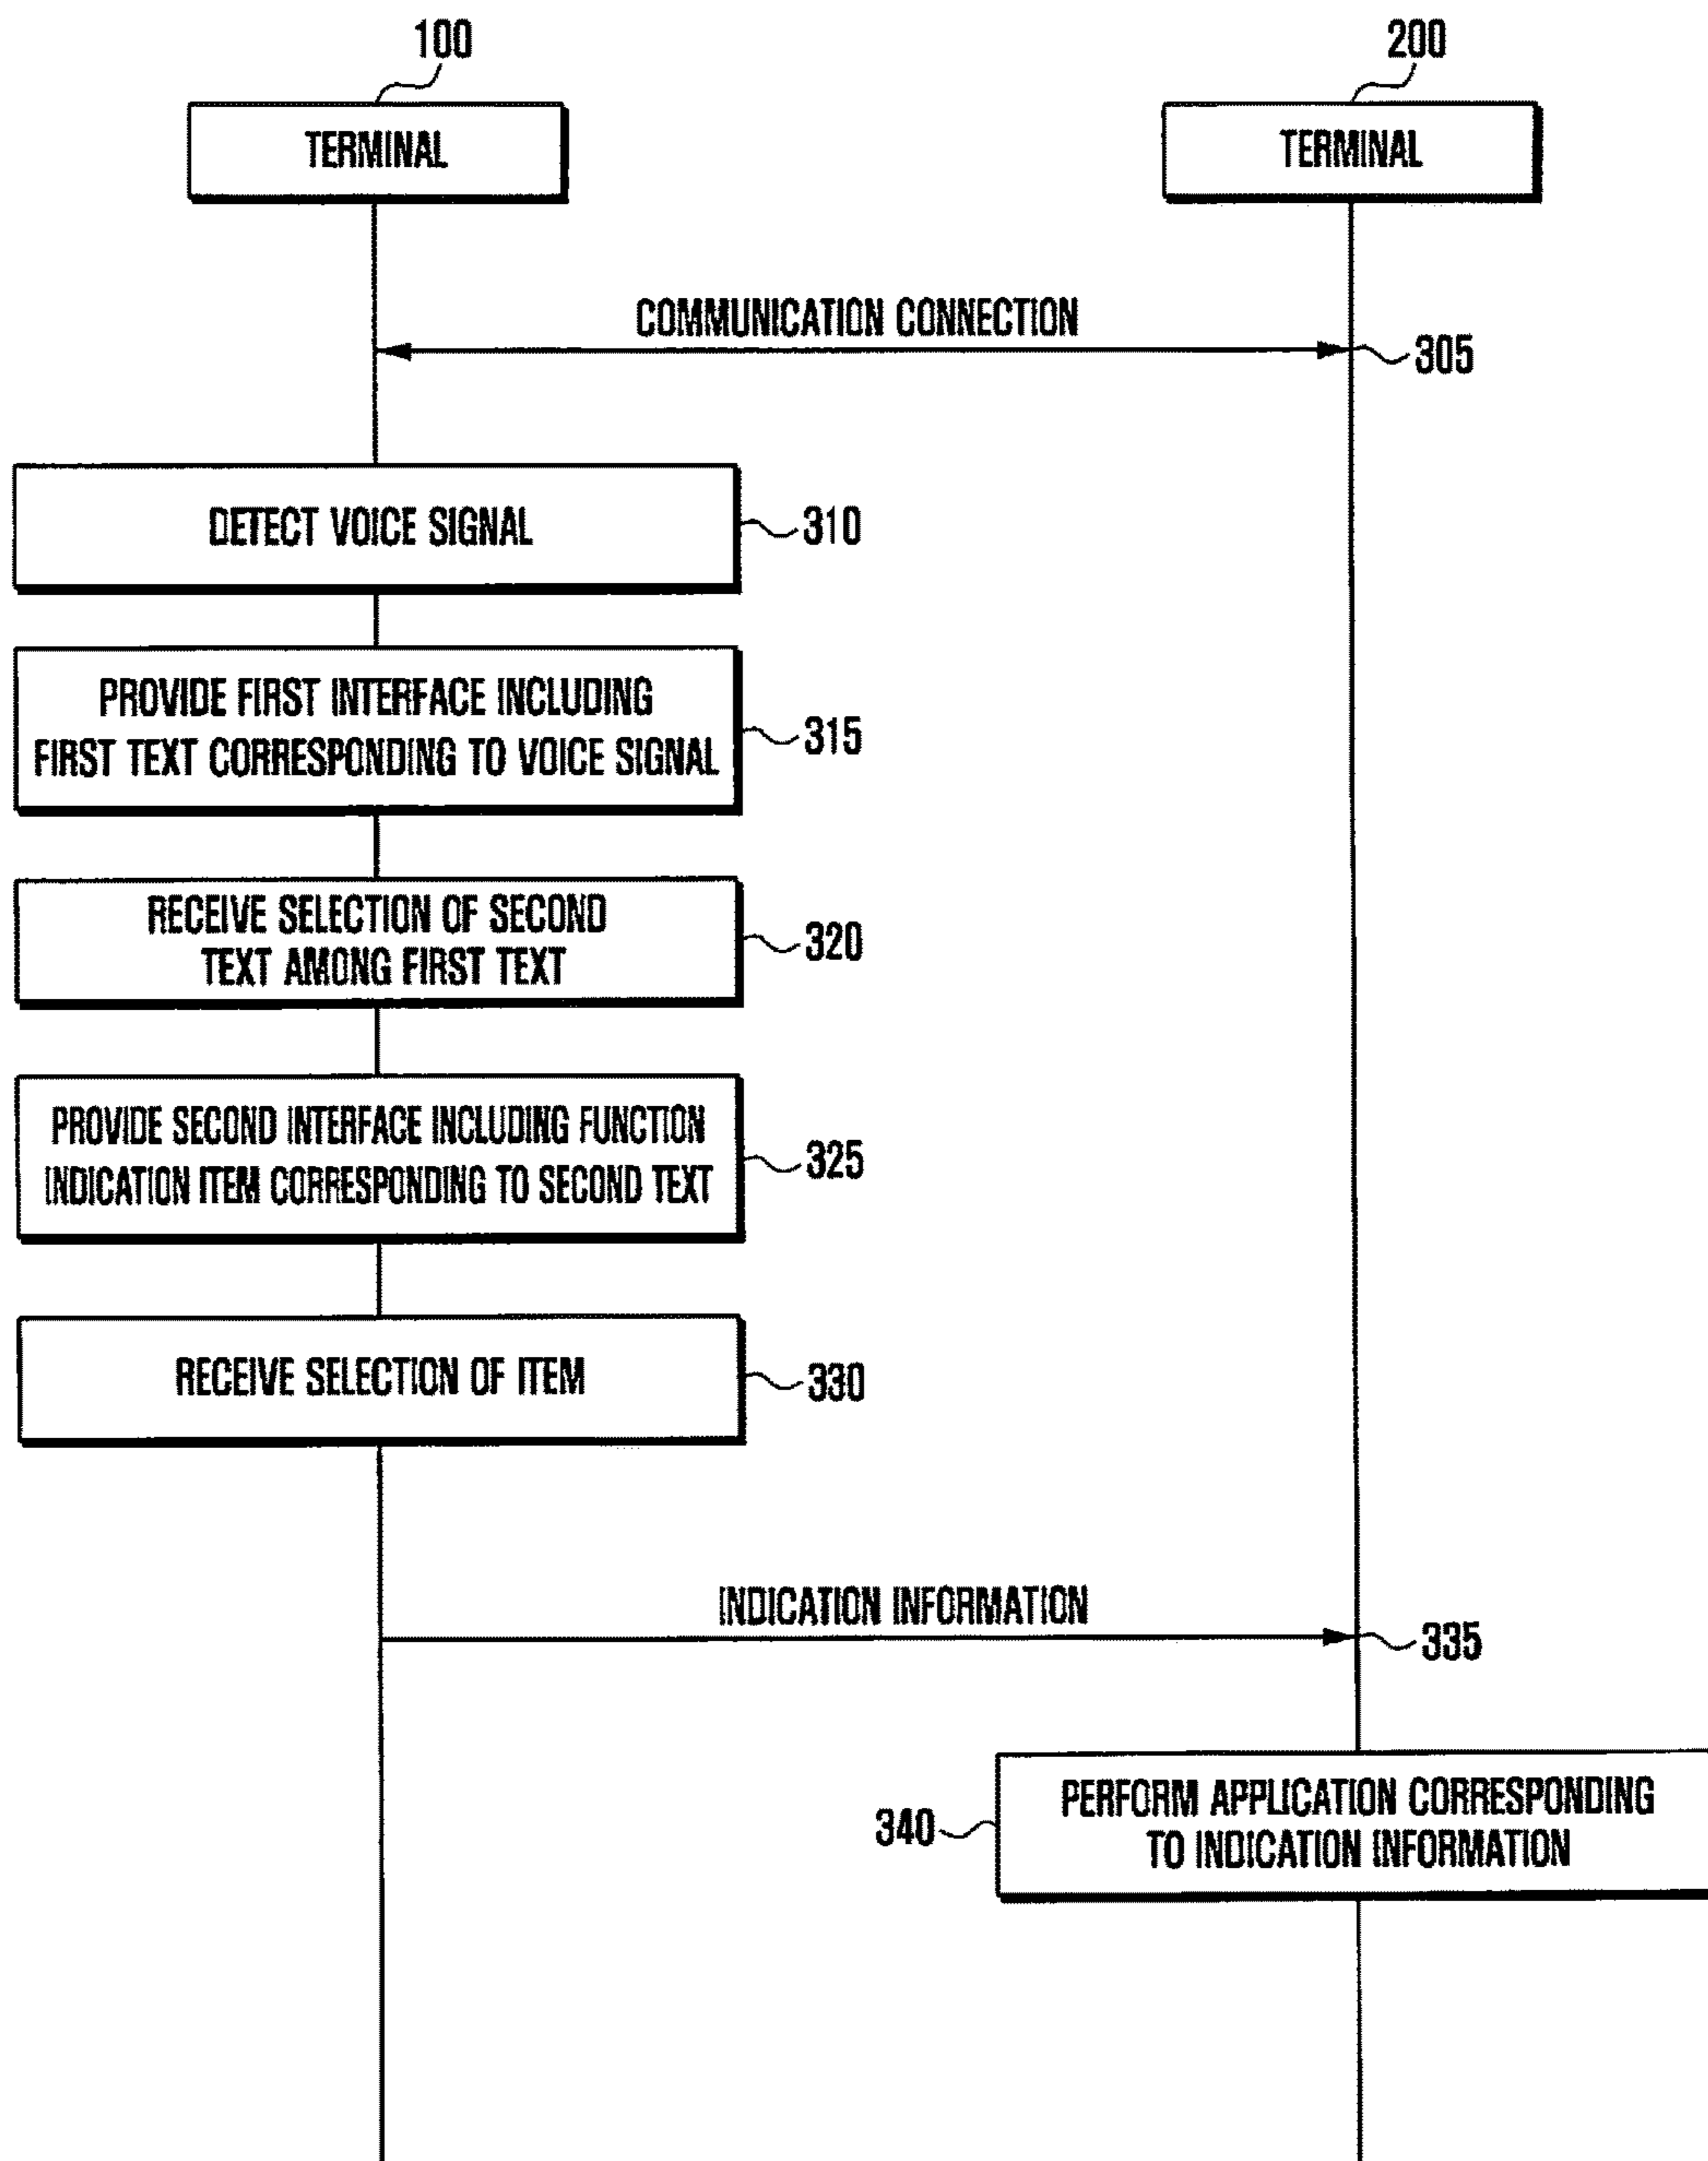 100
200
TERMINAL
TERMINAL
COMMUNICATION CONNECTION
305
DETECT VOICE SIGNAL
310
PROVIDE FIRST INTERFACE INCLUDING
FIRST TEXT CORRESPONDING TO VOICE SIGNAL
315
RECEIVE SELECTION OF SECOND
TEXT AMONG FIRST TEXT
320
PROVIDE SECOND INTERFACE INCLUDING FUNCTION
INDICATION ITEM CORRESPONDING TO SECOND TEXT
325
RECEIVE SELECTION OF ITEM
330
INDICATION INFORMATION
335
340
PERFORM APPLICATION CORRESPONDING
TO INDICATION INFORMATION